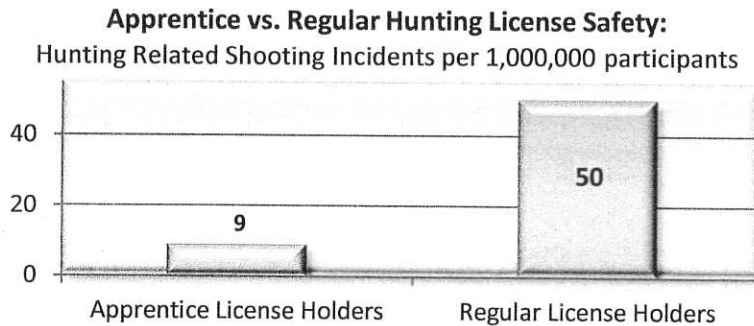 Apprentice vs. Regular Hunting License Safety:
Hunting Related Shooting Incidents per 1,000,000 participants
40
20
0
9
50
Apprentice License Holders
Regular License Holders